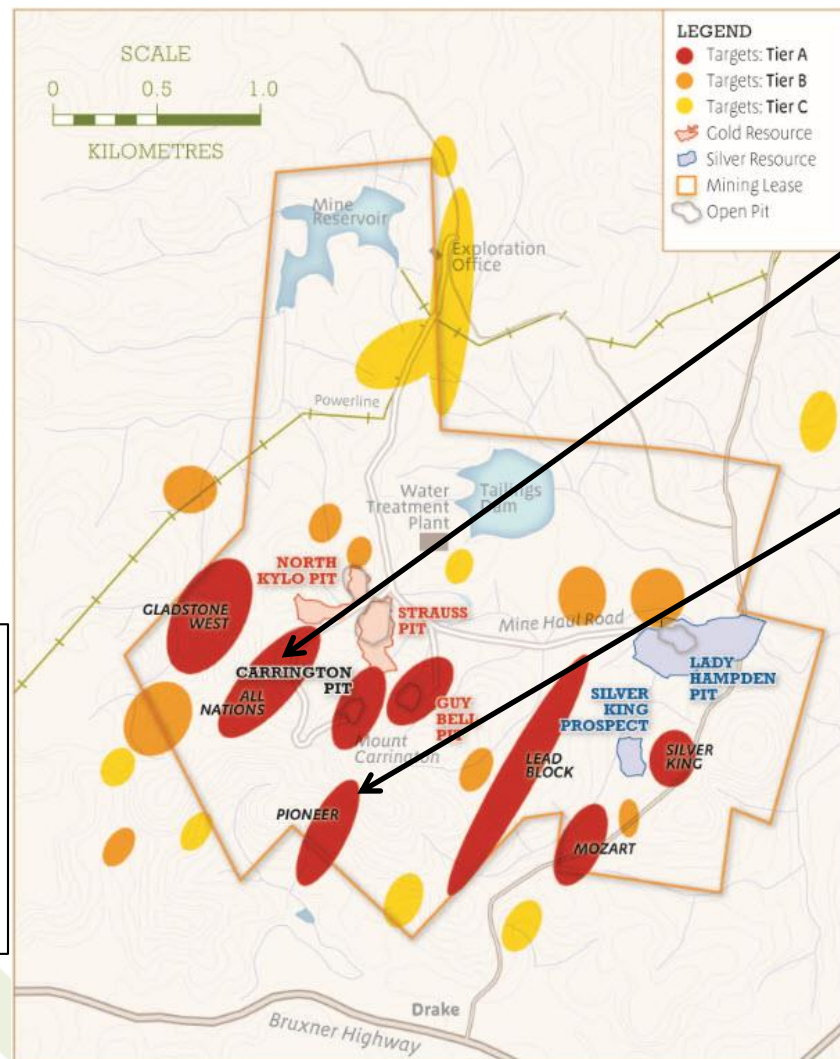 SCALE
0 0.5 1.0
KILOMETRES
LEGEND
Targets: Tier A
Targets: Tier B
Targets: Tier C
Gold Resource
Silver Resource
Mining Lease
Open Pit
Mine
Reservoir
Exploration
Office
Powerline
Water
Treatment
Plant
Tailings
Dam
NORTH
KYLO PIT
GLADSTONE
WEST
STRAUSS
PIT
Mine Haul Road
CARRINGTON
PIT
ALL
NATIONS
LADY
HAMPDEN
PIT
SILVER
KING
PROSPECT
GUY
BELL
PIT
Mount
Carrington
LEAD
BLOCK
SILVER
KING
PIONEER
MOZART
Drake
Bruxner Highway